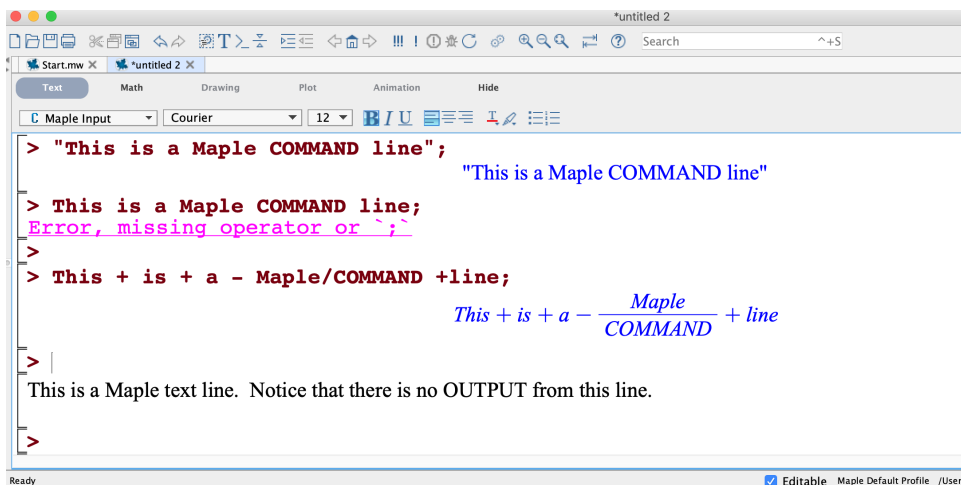 *untitled 2
Search ^+S
Start.mw *untitled 2
Text Math Drawing Plot Animation Hide
C Maple Input Courier 12 B I U
> "This is a Maple COMMAND line";
"This is a Maple COMMAND line"
> This is a Maple COMMAND line;
Error, missing operator or `;`
>
> This + is + a - Maple/COMMAND +line;
This + is + a − Maple/COMMAND + line
>
This is a Maple text line.  Notice that there is no OUTPUT from this line.
>
Ready Editable Maple Default Profile /User